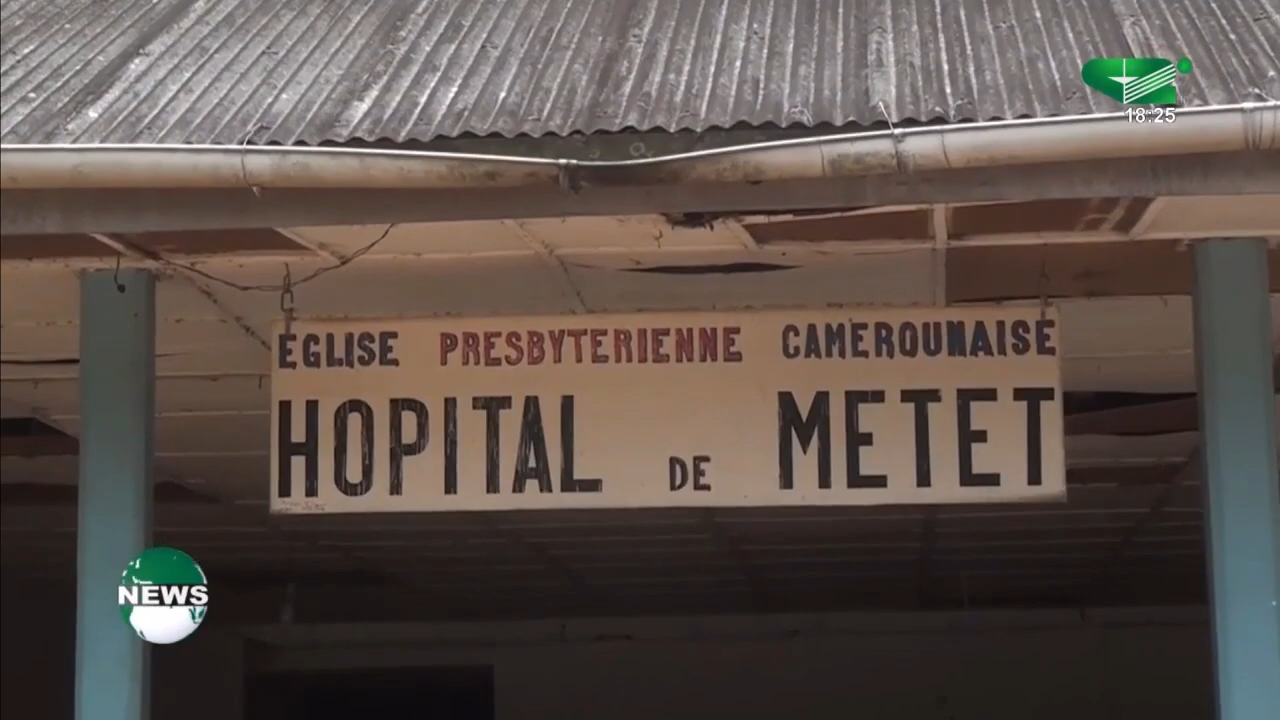 18:25
EGLISE PRESBYTERIENNE CAMEROUNAISE
HOPITAL DE METET
NEWS